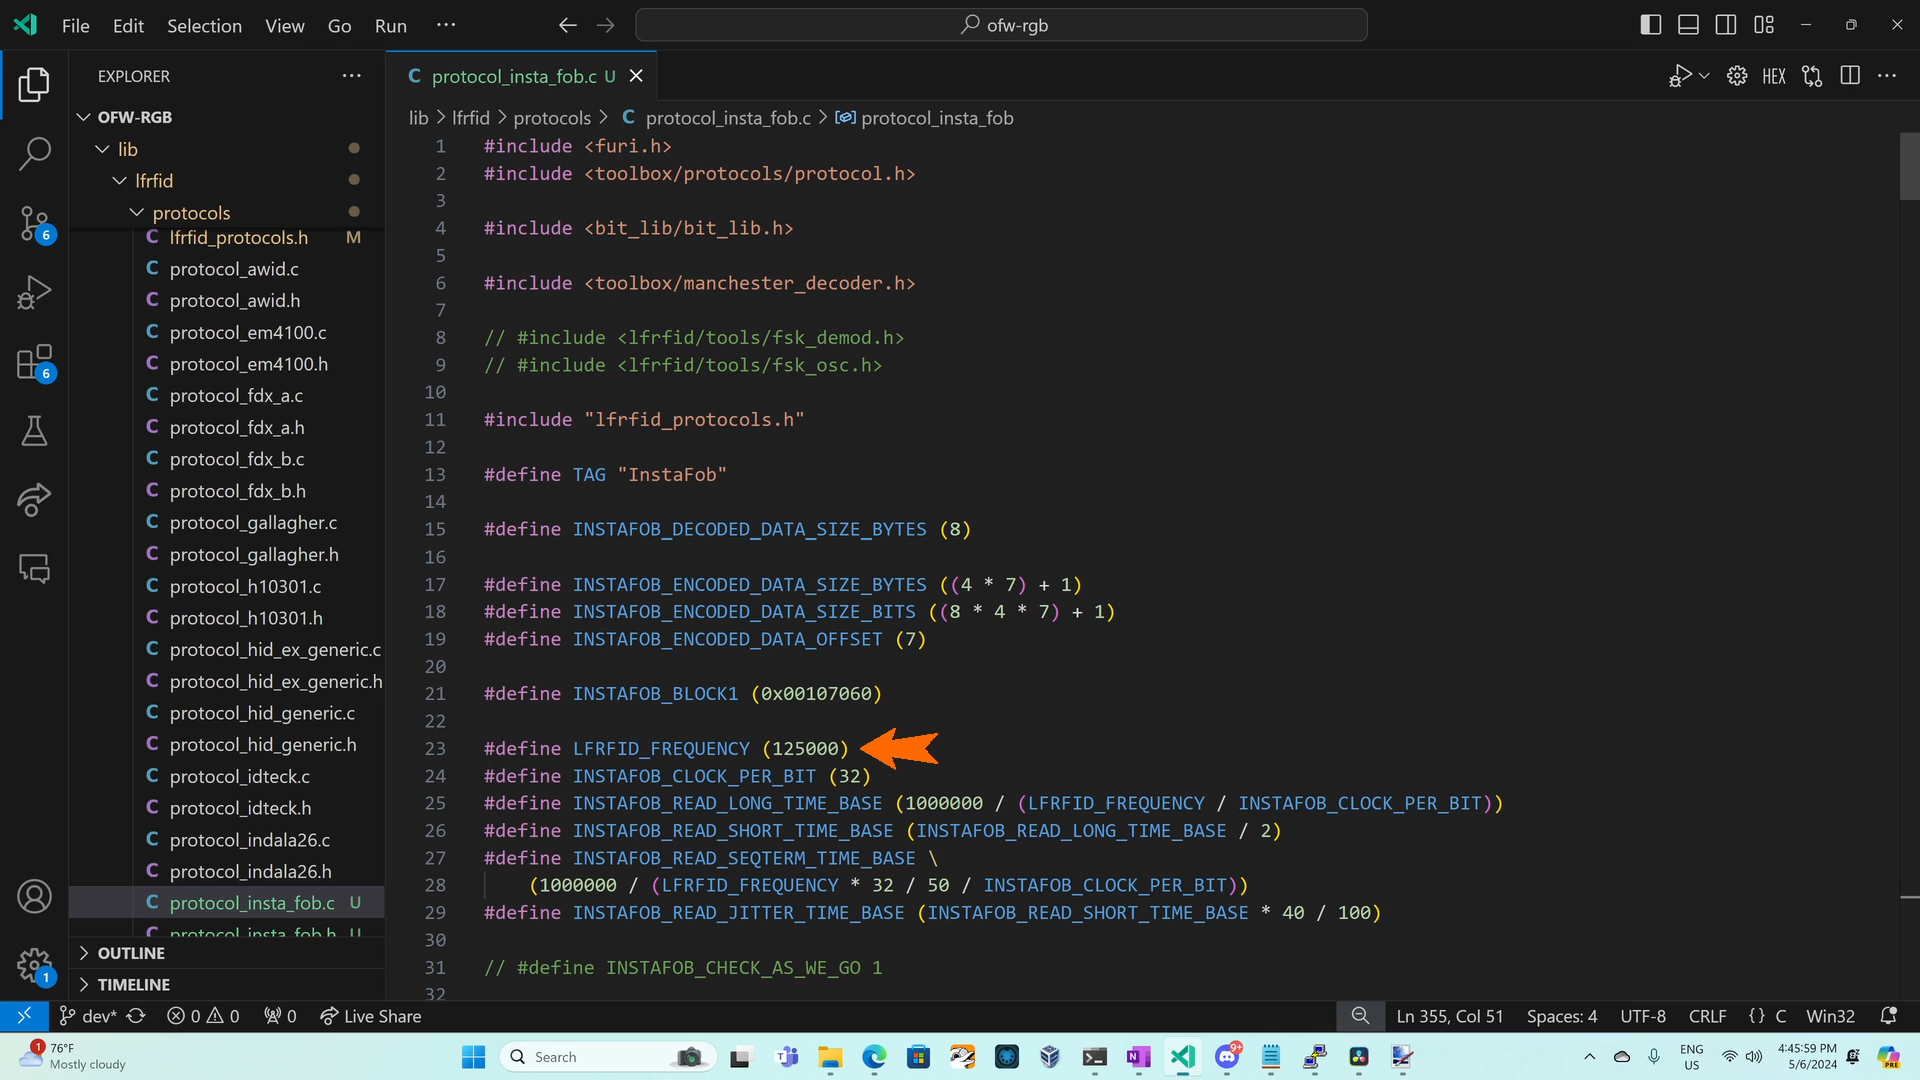 File Edit Selection View Go Run ···
ofw-rgb
EXPLORER ···
OFW-RGB
lib
lfrfid
protocols
C lfrfid_protocols.h M
C protocol_awid.c
C protocol_awid.h
C protocol_em4100.c
C protocol_em4100.h
C protocol_fdx_a.c
C protocol_fdx_a.h
C protocol_fdx_b.c
C protocol_fdx_b.h
C protocol_gallagher.c
C protocol_gallagher.h
C protocol_h10301.c
C protocol_h10301.h
C protocol_hid_ex_generic.c
C protocol_hid_ex_generic.h
C protocol_hid_generic.c
C protocol_hid_generic.h
C protocol_idteck.c
C protocol_idteck.h
C protocol_indala26.c
C protocol_indala26.h
C protocol_insta_fob.c U
C protocol_insta_fob.h U
OUTLINE
TIMELINE
6
6
1
C protocol_insta_fob.c U
HEX
lib > lfrfid > protocols > C protocol_insta_fob.c > protocol_insta_fob
1 #include <furi.h>
2 #include <toolbox/protocols/protocol.h>
3
4 #include <bit_lib/bit_lib.h>
5
6 #include <toolbox/manchester_decoder.h>
7
8 // #include <lfrfid/tools/fsk_demod.h>
9 // #include <lfrfid/tools/fsk_osc.h>
10
11 #include "lfrfid_protocols.h"
12
13 #define TAG "InstaFob"
14
15 #define INSTAFOB_DECODED_DATA_SIZE_BYTES (8)
16
17 #define INSTAFOB_ENCODED_DATA_SIZE_BYTES ((4 * 7) + 1)
18 #define INSTAFOB_ENCODED_DATA_SIZE_BITS ((8 * 4 * 7) + 1)
19 #define INSTAFOB_ENCODED_DATA_OFFSET (7)
20
21 #define INSTAFOB_BLOCK1 (0x00107060)
22
23 #define LFRFID_FREQUENCY (125000)
24 #define INSTAFOB_CLOCK_PER_BIT (32)
25 #define INSTAFOB_READ_LONG_TIME_BASE (1000000 / (LFRFID_FREQUENCY / INSTAFOB_CLOCK_PER_BIT))
26 #define INSTAFOB_READ_SHORT_TIME_BASE (INSTAFOB_READ_LONG_TIME_BASE / 2)
27 #define INSTAFOB_READ_SEQTERM_TIME_BASE \
28 (1000000 / (LFRFID_FREQUENCY * 32 / 50 / INSTAFOB_CLOCK_PER_BIT))
29 #define INSTAFOB_READ_JITTER_TIME_BASE (INSTAFOB_READ_SHORT_TIME_BASE * 40 / 100)
30
31 // #define INSTAFOB_CHECK_AS_WE_GO 1
32
dev* 0 0 0 Live Share
Ln 355, Col 51 Spaces: 4 UTF-8 CRLF {} C Win32
1 76°F
Mostly cloudy
Search
9+
ENG
US
4:45:59 PM
5/6/2024
PRE